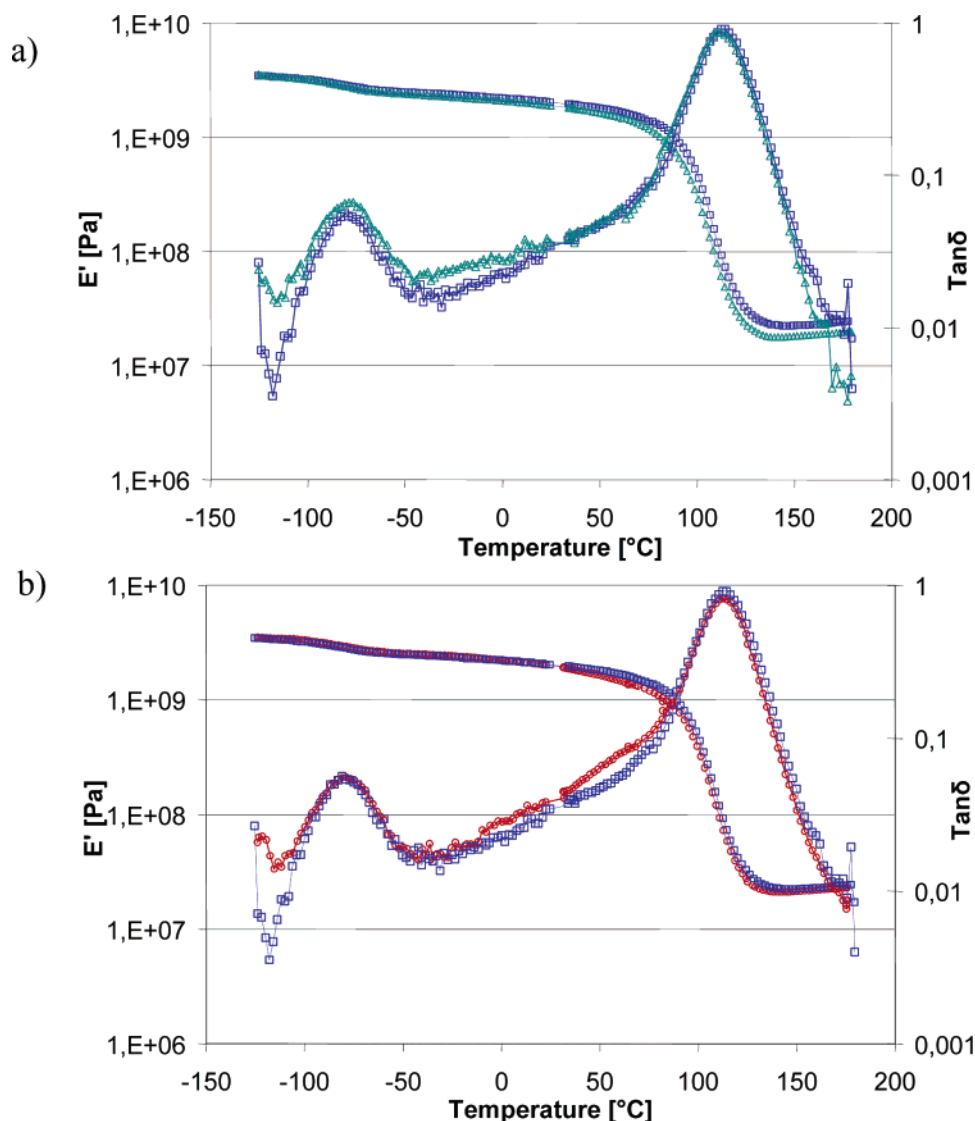 a)
1,E+10
1,E+09
1,E+08
1,E+07
1,E+06
E' [Pa]
1
0,1
0,01
0,001
Tanδ
-150 -100 -50 0 50 100 150 200
Temperature [°C]
b)
1,E+10
1,E+09
1,E+08
1,E+07
1,E+06
E' [Pa]
1
0,1
0,01
0,001
Tanδ
-150 -100 -50 0 50 100 150 200
Temperature [°C]